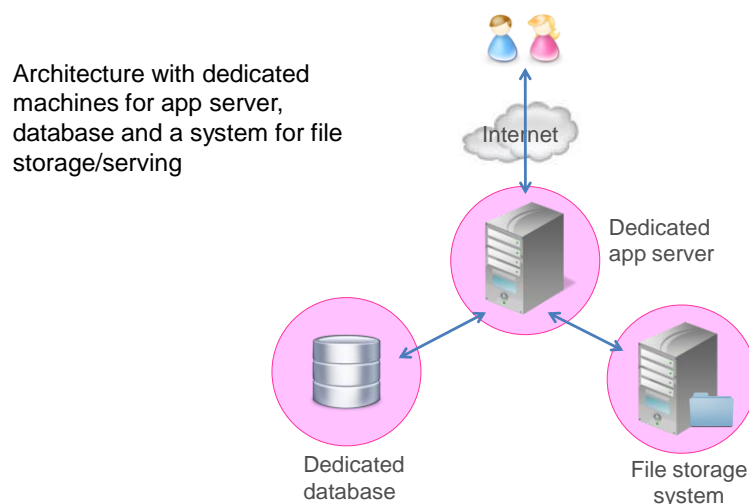 Architecture with dedicated
machines for app server,
database and a system for file
storage/serving
Internet
Dedicated
app server
Dedicated
database
File storage
system